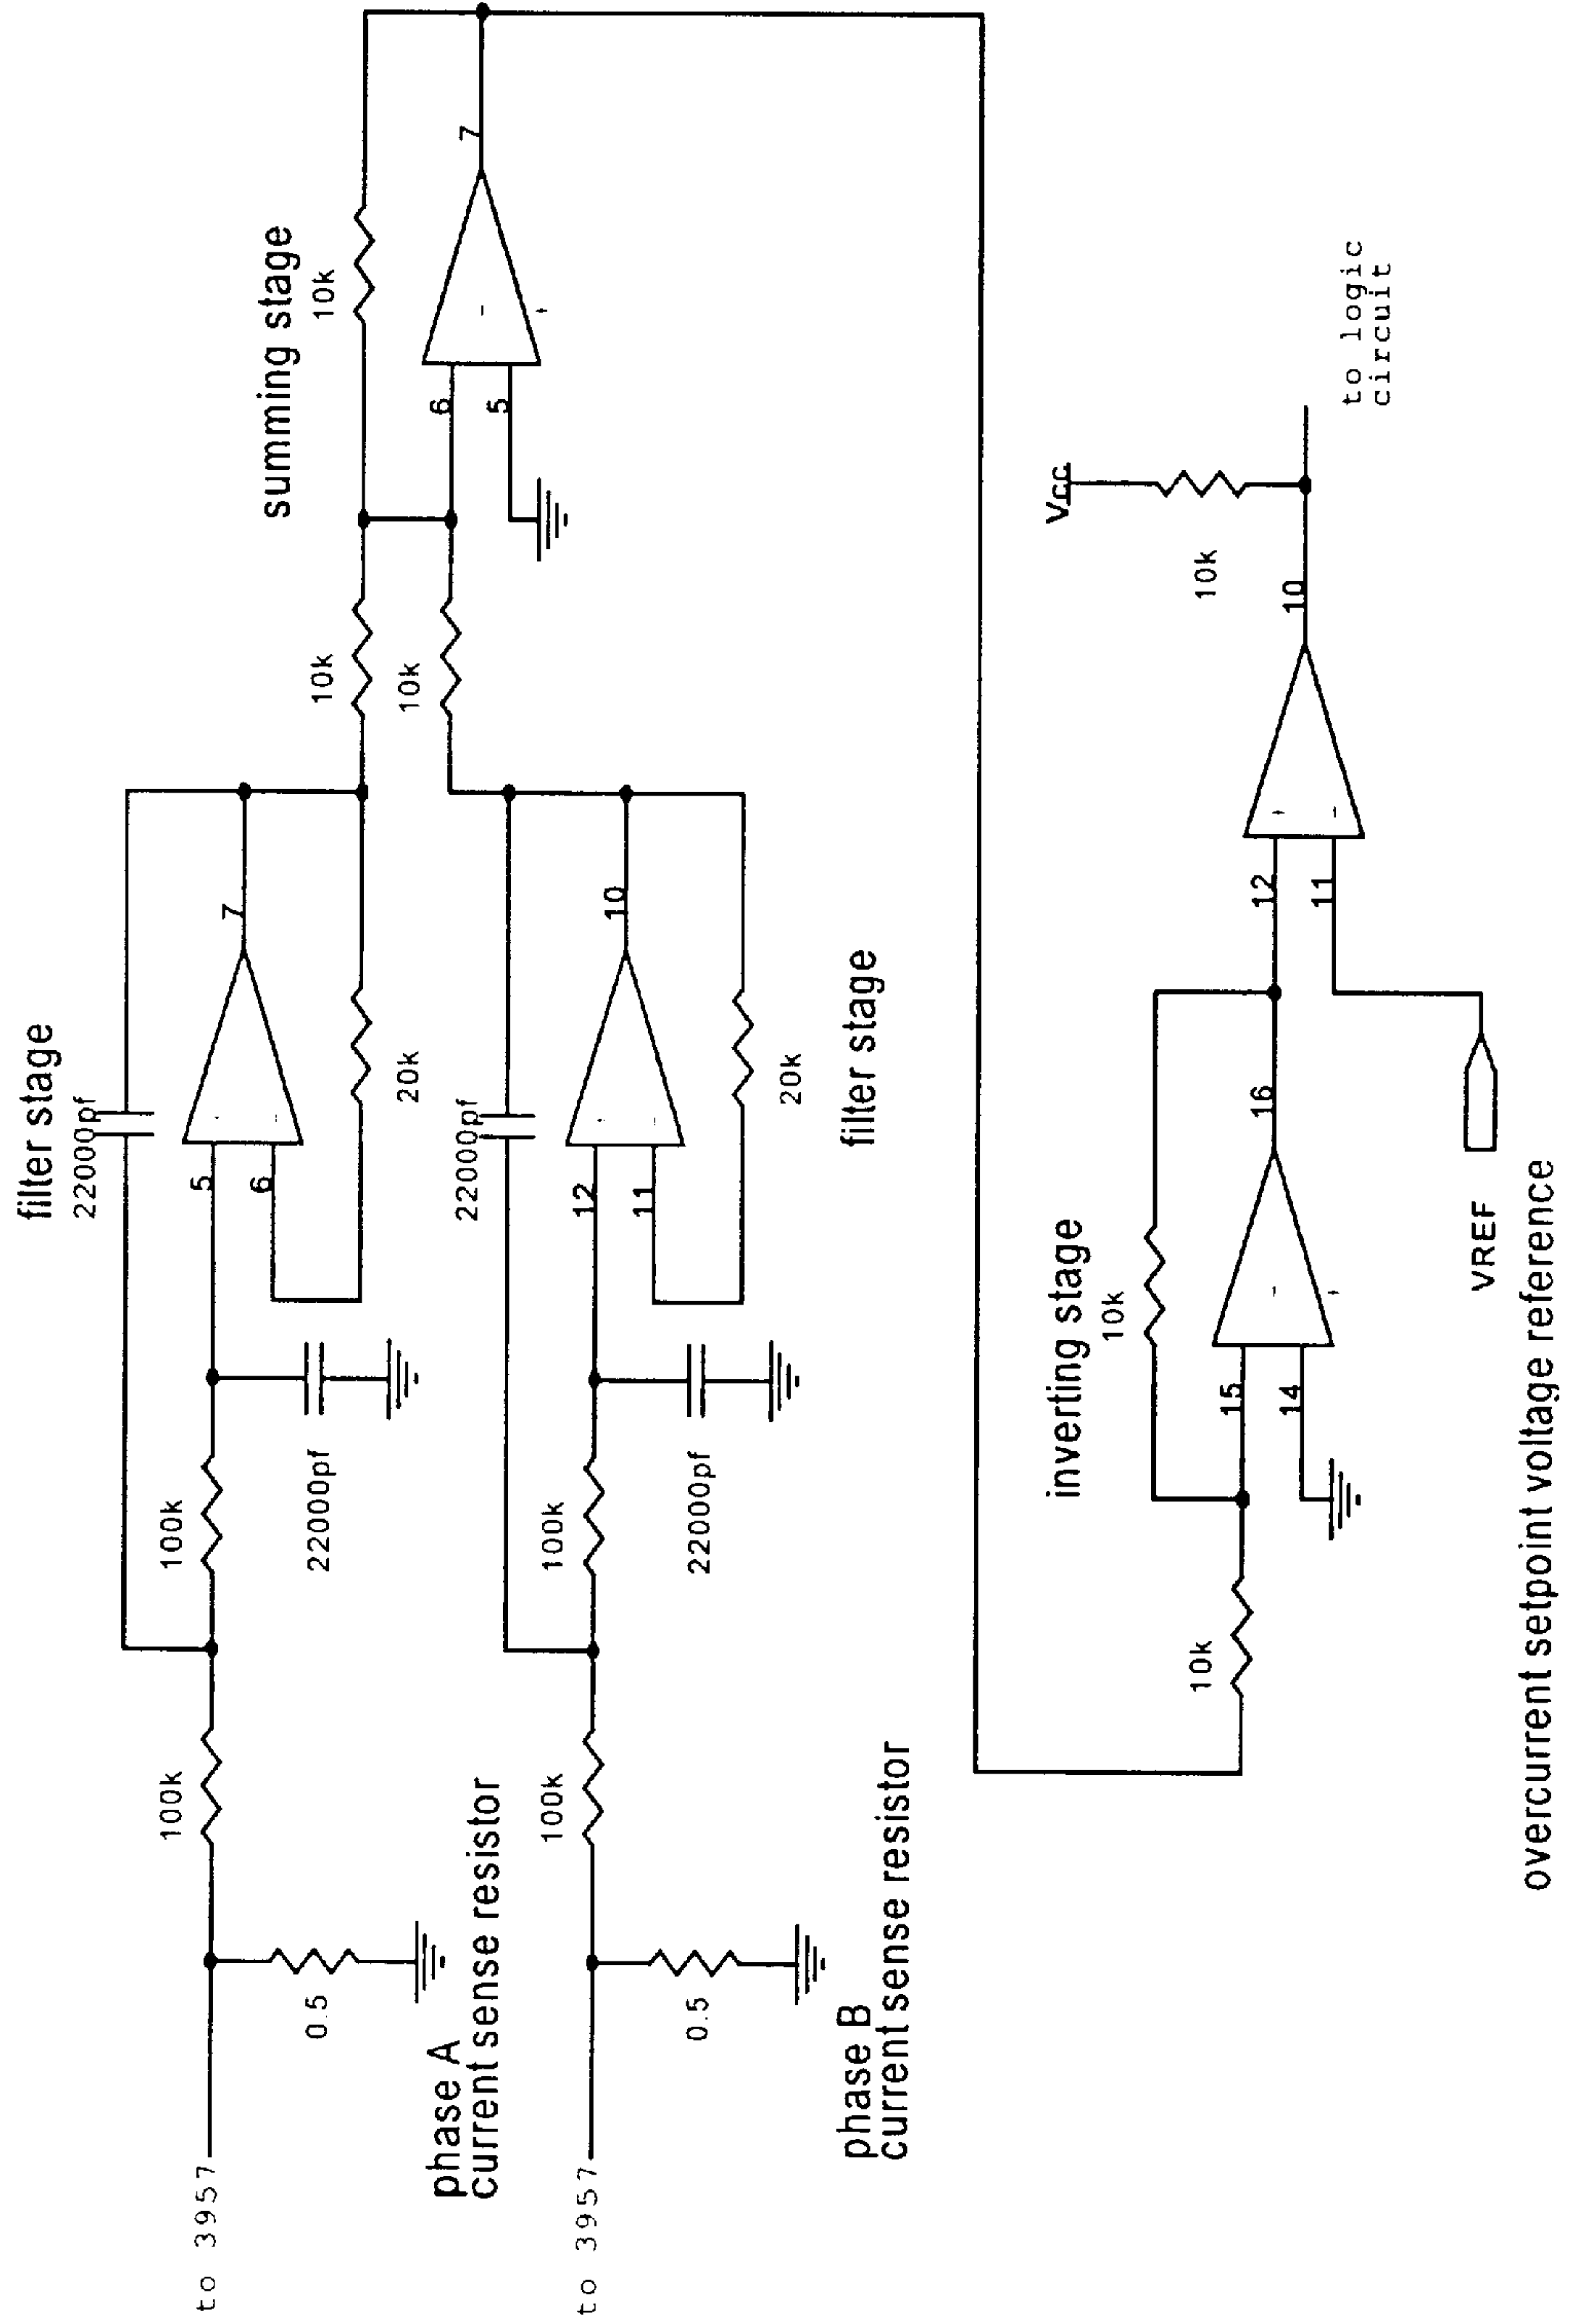 filter stage
22000pf
to 3957
100k
100k
5
6
7
22000pf
20k
0.5
phase A
current sense resistor
10k
summing stage
10k
6
5
7
-
+
to 3957
100k
100k
22000pf
12
11
10
10k
22000pf
20k
0.5
filter stage
phase B
current sense resistor
inverting stage
10k
10k
15
14
16
-
+
12
11
10
+
-
Vcc
10k
to logic
circuit
VREF
overcurrent setpoint voltage reference